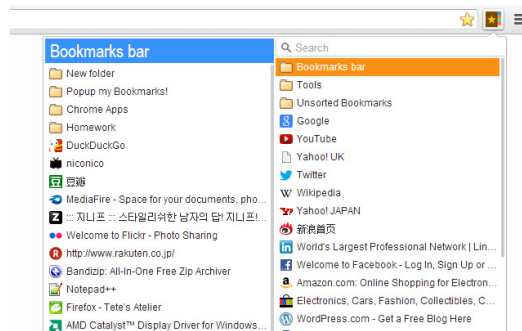 Bookmarks bar
New folder
Popup my Bookmarks!
Chrome Apps
Homework
DuckDuckGo
niconico
豆瓣
MediaFire - Space for your documents, pho...
::: 지니프 ::: 스타일리쉬한 남자의 답! 지니프!...
Welcome to Flickr - Photo Sharing
http://www.rakuten.co.jp/
Bandizip: All-In-One Free Zip Archiver
Notepad++
Firefox - Tete's Atelier
AMD Catalyst™ Display Driver for Windows...
Search
Bookmarks bar
Tools
Unsorted Bookmarks
Google
YouTube
Yahoo! UK
Twitter
Wikipedia
Yahoo! JAPAN
新浪首页
World's Largest Professional Network | Lin...
Welcome to Facebook - Log In, Sign Up or ...
Amazon.com: Online Shopping for Electron...
Electronics, Cars, Fashion, Collectibles, C...
WordPress.com - Get a Free Blog Here